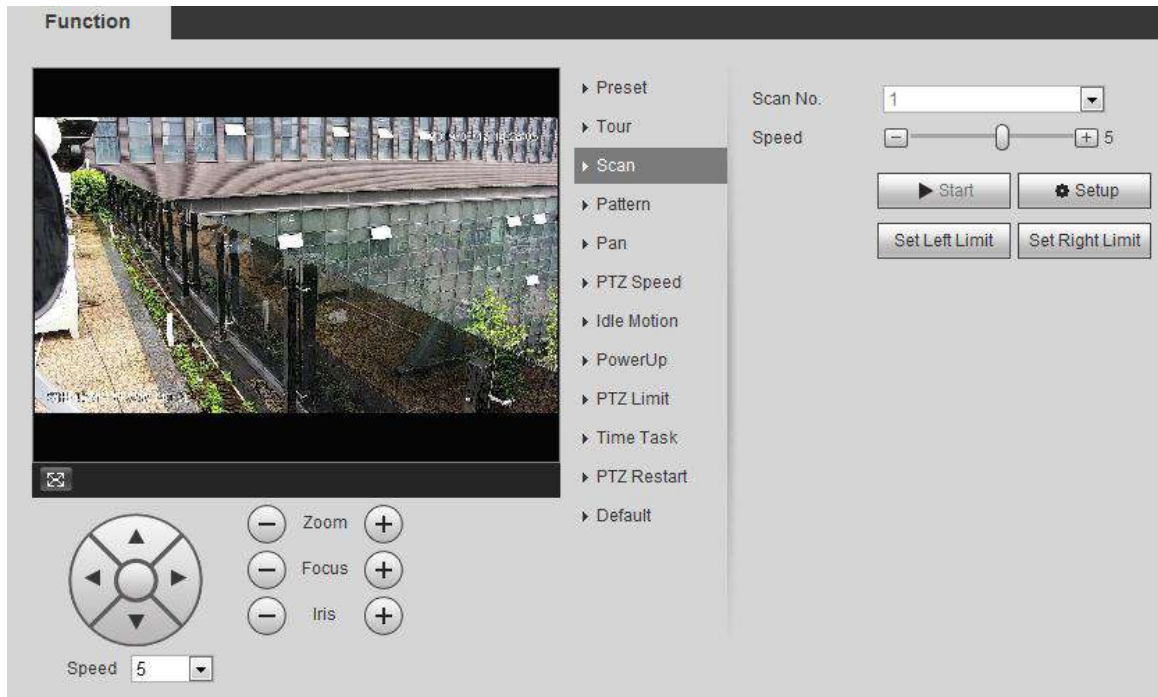 Function
Preset
Tour
Scan
Pattern
Pan
PTZ Speed
Idle Motion
PowerUp
PTZ Limit
Time Task
PTZ Restart
Default
Scan No. 1
Speed 5
Start Setup
Set Left Limit Set Right Limit
Zoom
Focus
Iris
Speed 5